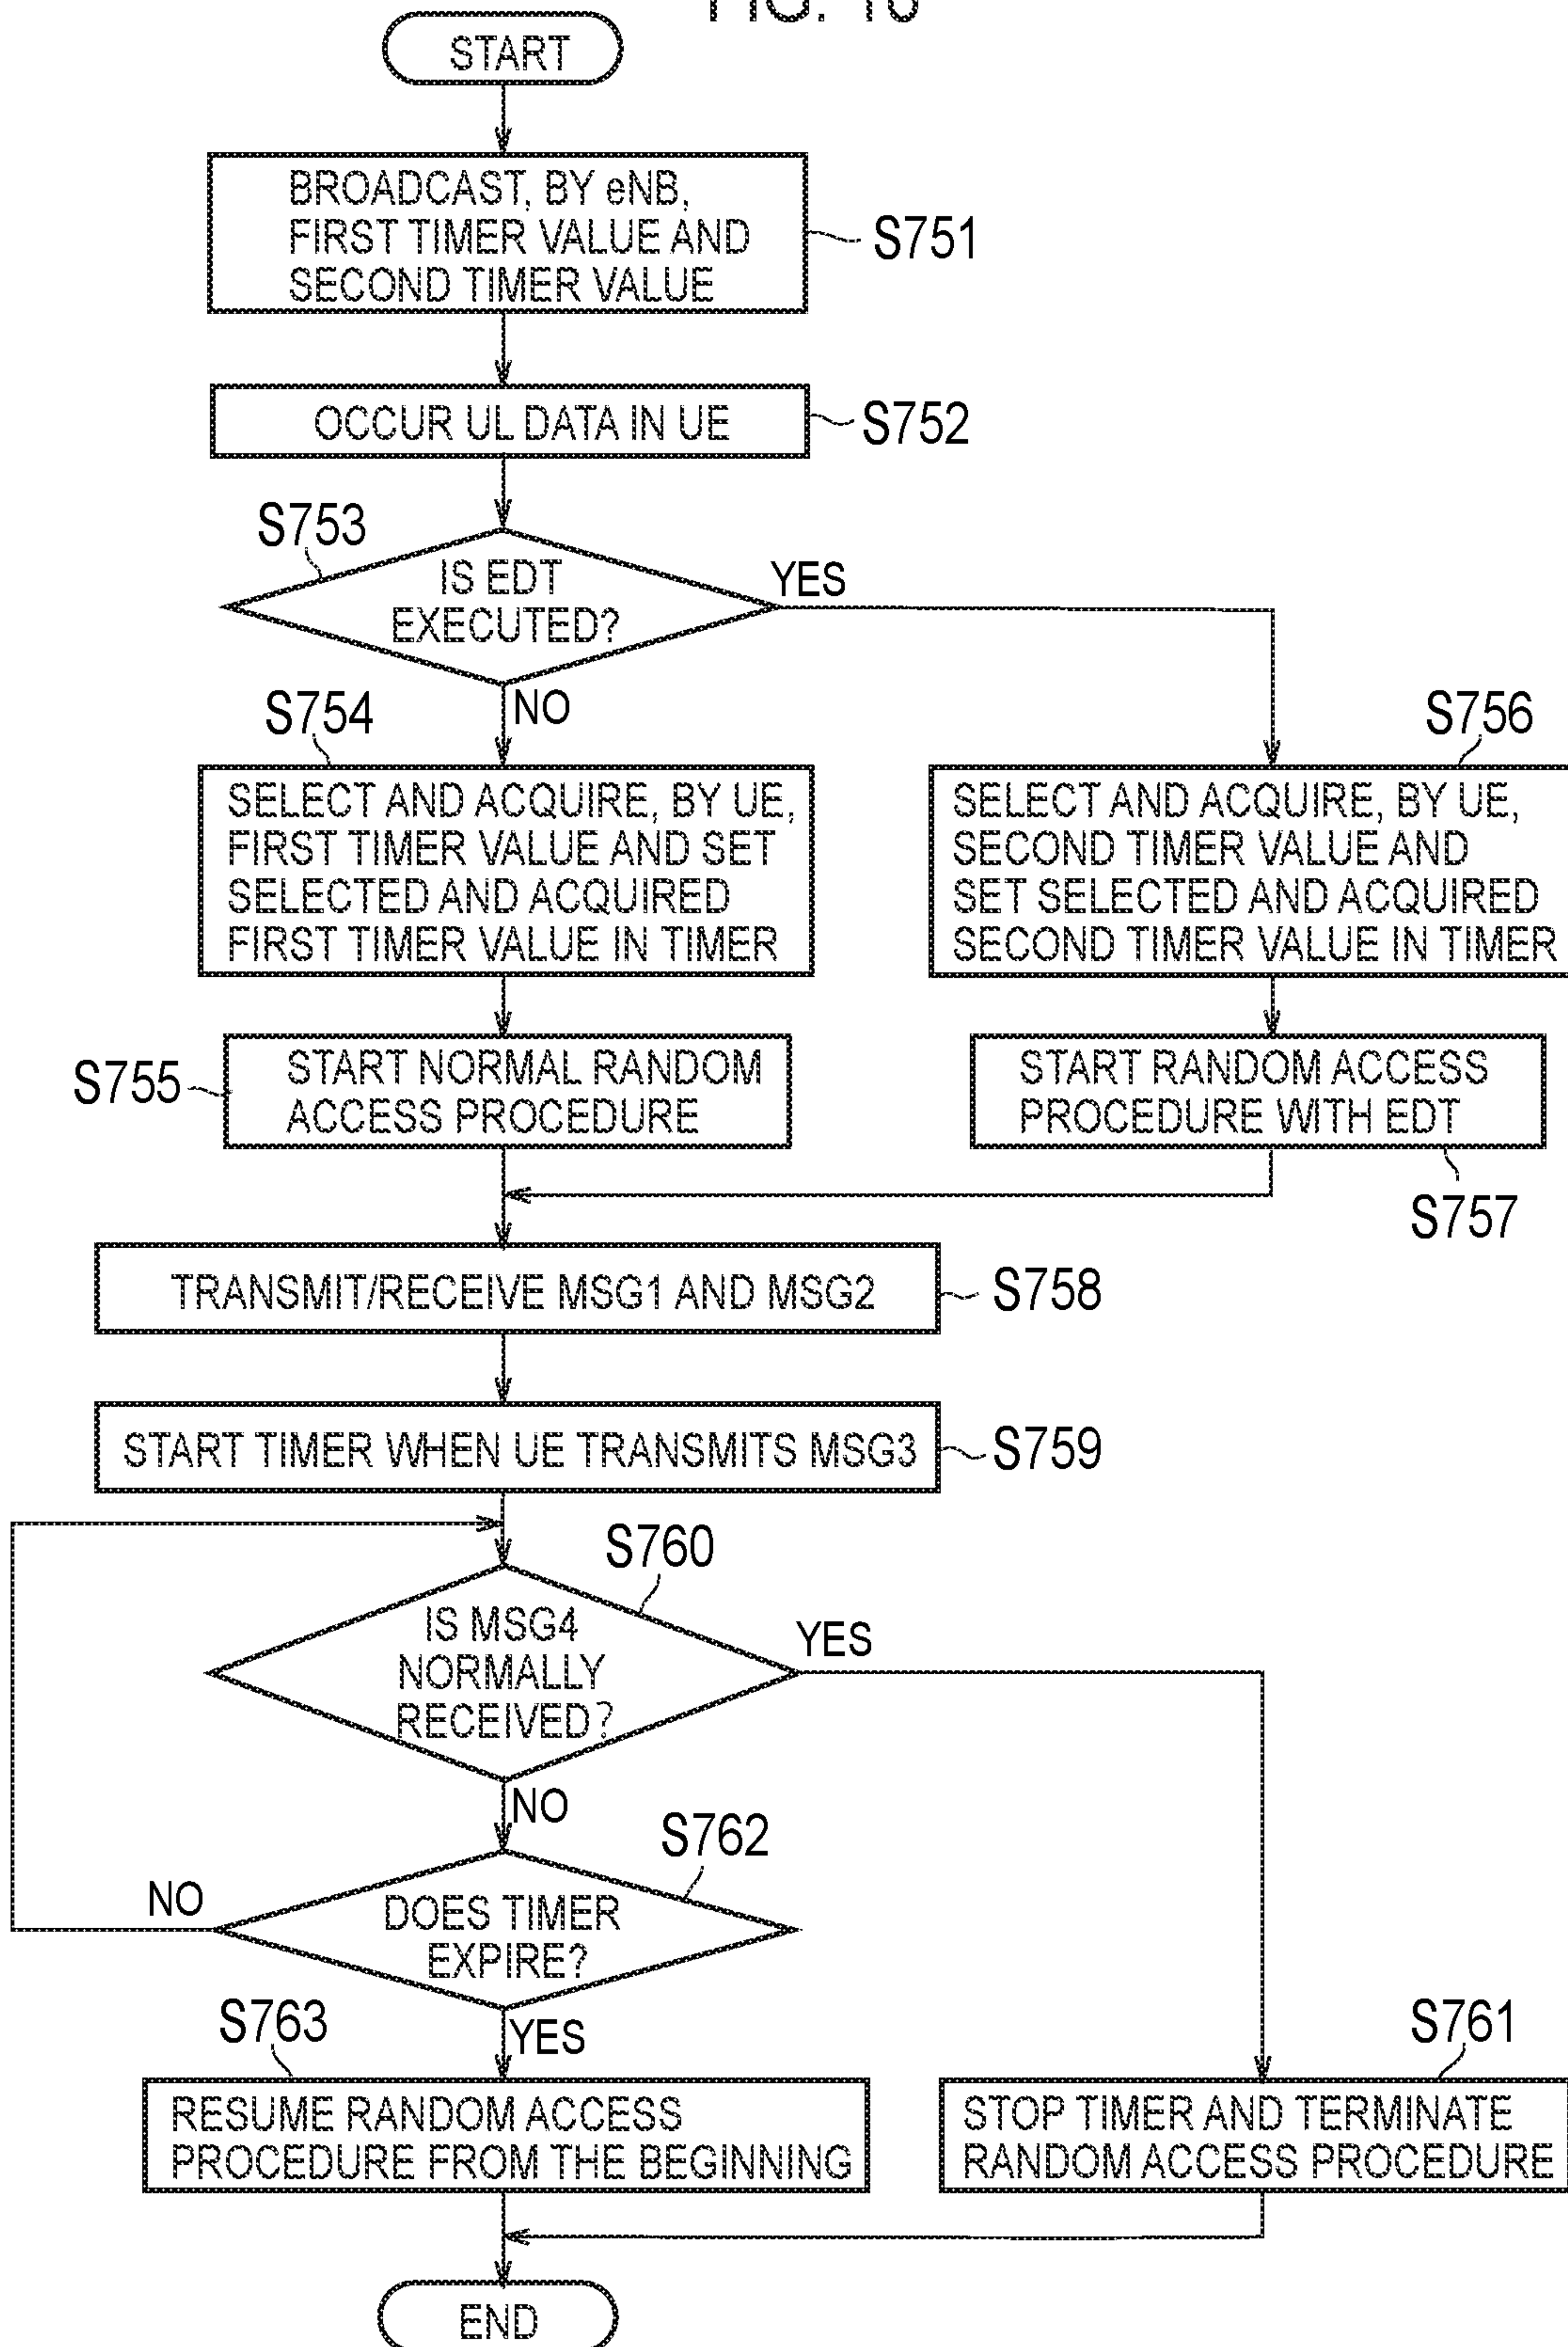 START
BROADCAST, BY eNB,
FIRST TIMER VALUE AND
SECOND TIMER VALUE
S751
OCCUR UL DATA IN UE
S752
S753
IS EDT
EXECUTED?
YES
NO
S754
SELECT AND ACQUIRE, BY UE,
FIRST TIMER VALUE AND SET
SELECTED AND ACQUIRED
FIRST TIMER VALUE IN TIMER
S756
SELECT AND ACQUIRE, BY UE,
SECOND TIMER VALUE AND
SET SELECTED AND ACQUIRED
SECOND TIMER VALUE IN TIMER
S755
START NORMAL RANDOM
ACCESS PROCEDURE
START RANDOM ACCESS
PROCEDURE WITH EDT
S757
TRANSMIT/RECEIVE MSG1 AND MSG2
S758
START TIMER WHEN UE TRANSMITS MSG3
S759
S760
IS MSG4
NORMALLY
RECEIVED?
YES
NO
S762
DOES TIMER
EXPIRE?
NO
YES
S763
RESUME RANDOM ACCESS
PROCEDURE FROM THE BEGINNING
S761
STOP TIMER AND TERMINATE
RANDOM ACCESS PROCEDURE
END